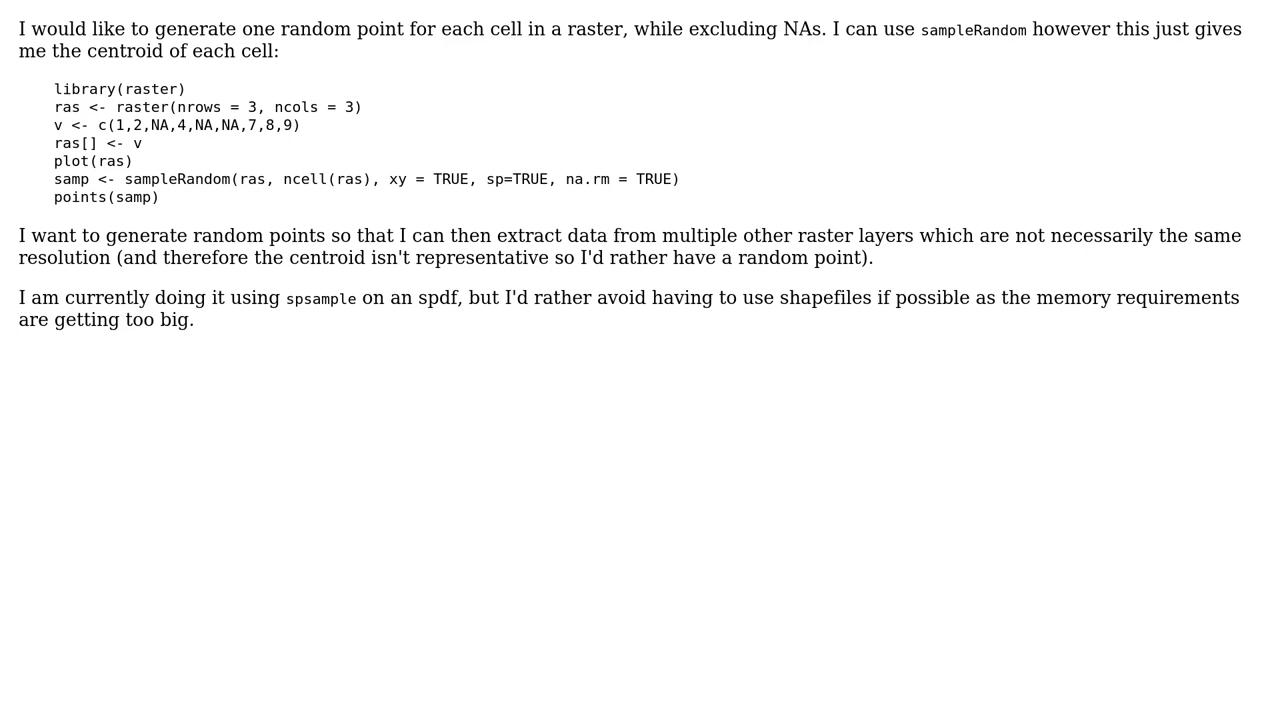 I would like to generate one random point for each cell in a raster, while excluding NAs. I can use sampleRandom however this just gives
me the centroid of each cell:
library(raster)
ras <- raster(nrows = 3, ncols = 3)
v <- c(1,2,NA,4,NA,NA,7,8,9)
ras[] <- v
plot(ras)
samp <- sampleRandom(ras, ncell(ras), xy = TRUE, sp=TRUE, na.rm = TRUE)
points(samp)
I want to generate random points so that I can then extract data from multiple other raster layers which are not necessarily the same
resolution (and therefore the centroid isn't representative so I'd rather have a random point).
I am currently doing it using spsample on an spdf, but I'd rather avoid having to use shapefiles if possible as the memory requirements
are getting too big.